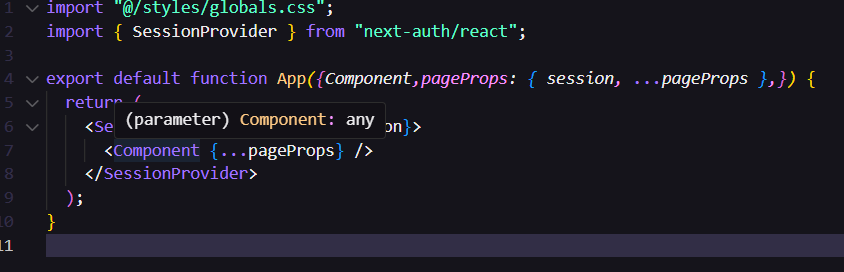 1 import "@/styles/globals.css";
2 import { SessionProvider } from "next-auth/react";
3
4 export default function App({Component,pageProps: { session, ...pageProps },}) {
5 return (
(parameter) Component: any
6 <Se on}>
7 <Component {...pageProps} />
8 </SessionProvider>
9 );
10 }
11